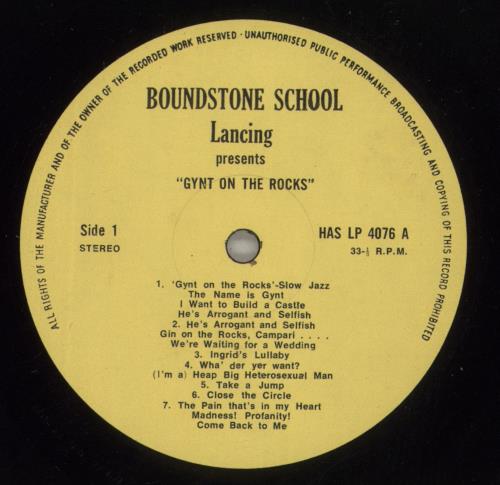 ALL RIGHTS OF THE MANUFACTURER AND OF THE OWNER OF THE RECORDED WORK RESERVED · UNAUTHORISED PUBLIC PERFORMANCE BROADCASTING AND COPYING OF THIS RECORD PROHIBITED
BOUNDSTONE SCHOOL
Lancing
presents
"GYNT ON THE ROCKS"
Side 1
STEREO
HAS LP 4076 A
33-⅓ R.P.M.
1. 'Gynt on the Rocks'-Slow Jazz
The Name is Gynt
I Want to Build a Castle
He's Arrogant and Selfish
2. He's Arrogant and Selfish
Gin on the Rocks, Campari . . . .
We're Waiting for a Wedding
3. Ingrid's Lullaby
4. Wha' der yer want?
(I'm a) Heap Big Heterosexual Man
5. Take a Jump
6. Close the Circle
7. The Pain that's in my Heart
Madness! Profanity!
Come Back to Me